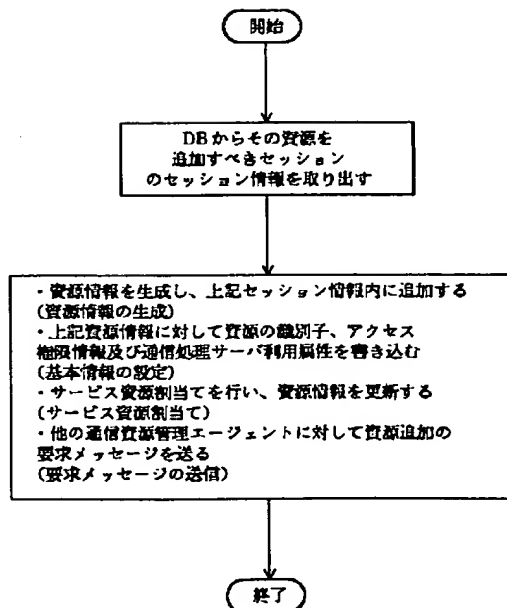 開始
DBからその資源を
追加すべきセッション
のセッション情報を取り出す
・資源情報を生成し、上記セッション情報内に追加する
(資源情報の生成)
・上記資源情報に対して資源の識別子、アクセス
権限情報及び通信処理サーバ利用属性を書き込む
(基本情報の設定)
・サービス資源割当てを行い、資源情報を更新する
(サービス資源割当て)
・他の通信資源管理エージェントに対して資源追加の
要求メッセージを送る
(要求メッセージの送信)
終了